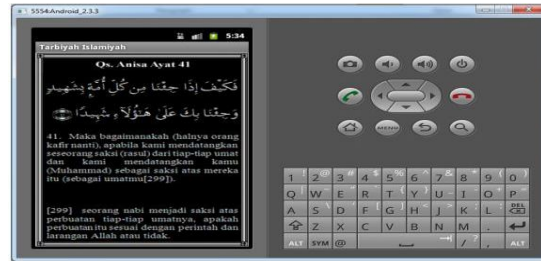 5554:Android_2.3.3
5:34
Tarbiyah Islamiyah
Qs. Anisa Ayat 41
فَكَيْفَ إِذَا جِئْنَا مِن كُلِّ أُمَّةٍ بِشَهِيدٍ
وَجِئْنَا بِكَ عَلَىٰ هَٰؤُلَاءِ شَهِيدًا
41. Maka bagaimanakah (halnya orang
kafir nanti), apabila kami mendatangkan
seseorang saksi (rasul) dari tiap-tiap umat
dan kami mendatangkan kamu
(Muhammad) sebagai saksi atas mereka
itu (sebagai umatmu[299]).
[299] seorang nabi menjadi saksi atas
perbuatan tiap-tiap umatnya, apakah
perbuatan itu sesuai dengan perintah dan
larangan Allah atau tidak.
MENU
1 2 @ 3 # 4 $ 5 % 6 ^ 7 & 8 * 9 ( 0 )
Q W E R T Y U I O P
A S D F G H J K L DEL
Z X C V B N M .
ALT SYM @ / ? , ALT